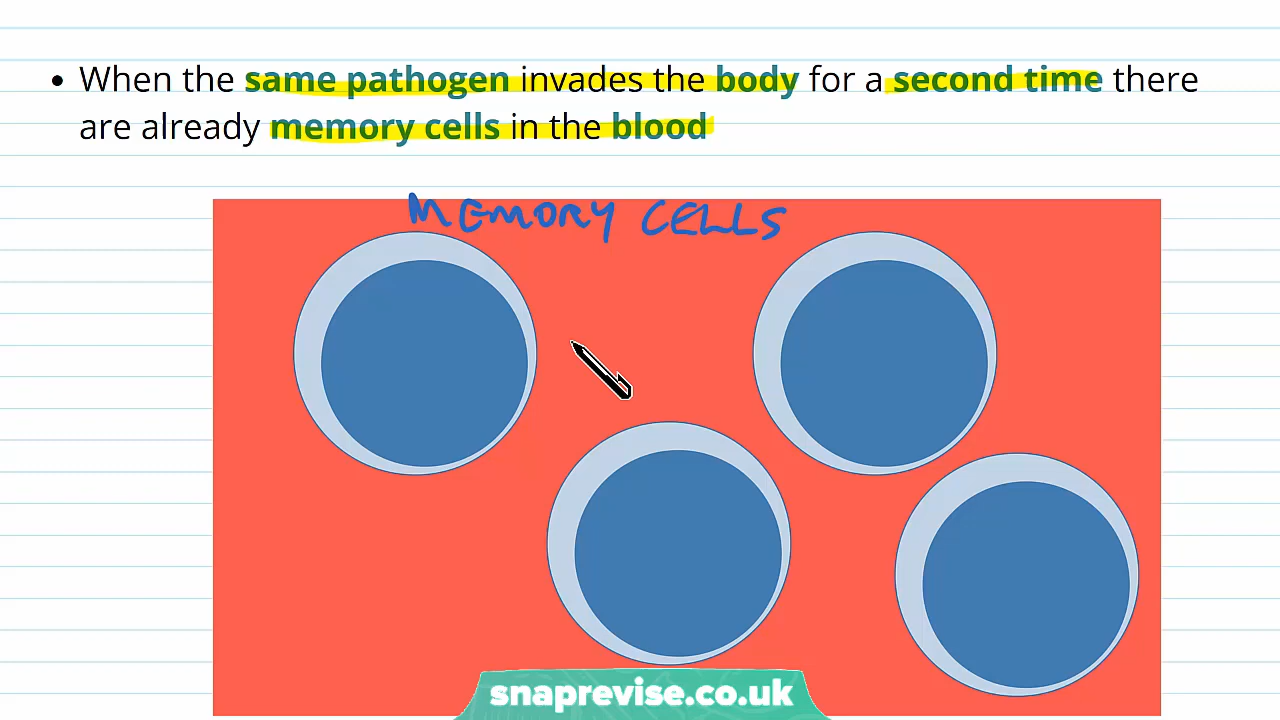 • When the same pathogen invades the body for a second time there
are already memory cells in the blood
MEMORY CELLS
snaprevise.co.uk